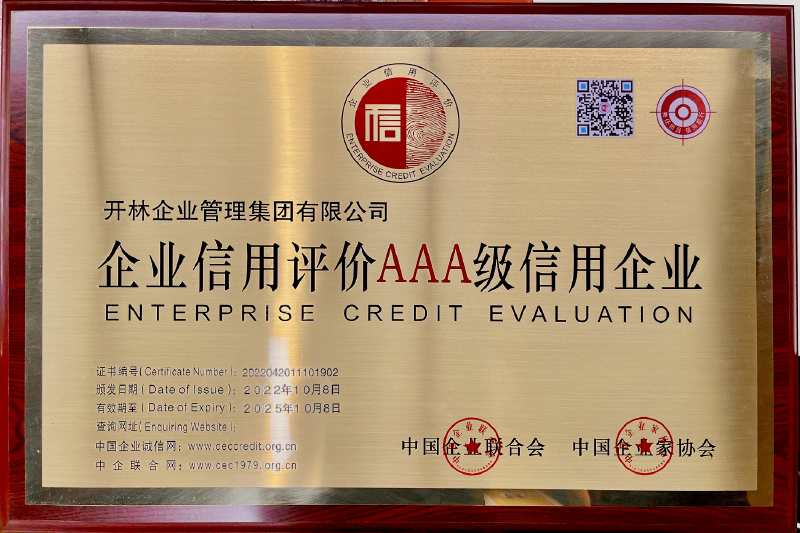 企业信用评价
信
ENTERPRISE CREDIT EVALUATION
开林企业管理集团有限公司
企业信用评价AAA级信用企业
ENTERPRISE CREDIT EVALUATION
证书编号(Certificate Number):2022042011101902
颁发日期(Date of Issue):2022年10月8日
有效期至(Date of Expiry):2025年10月8日
查询网址(Enquiring Website):
中国企业诚信网:www.ceccredit.org.cn
中企联合网:www.cec1979.org.cn
中国企业联合会 中国企业家协会